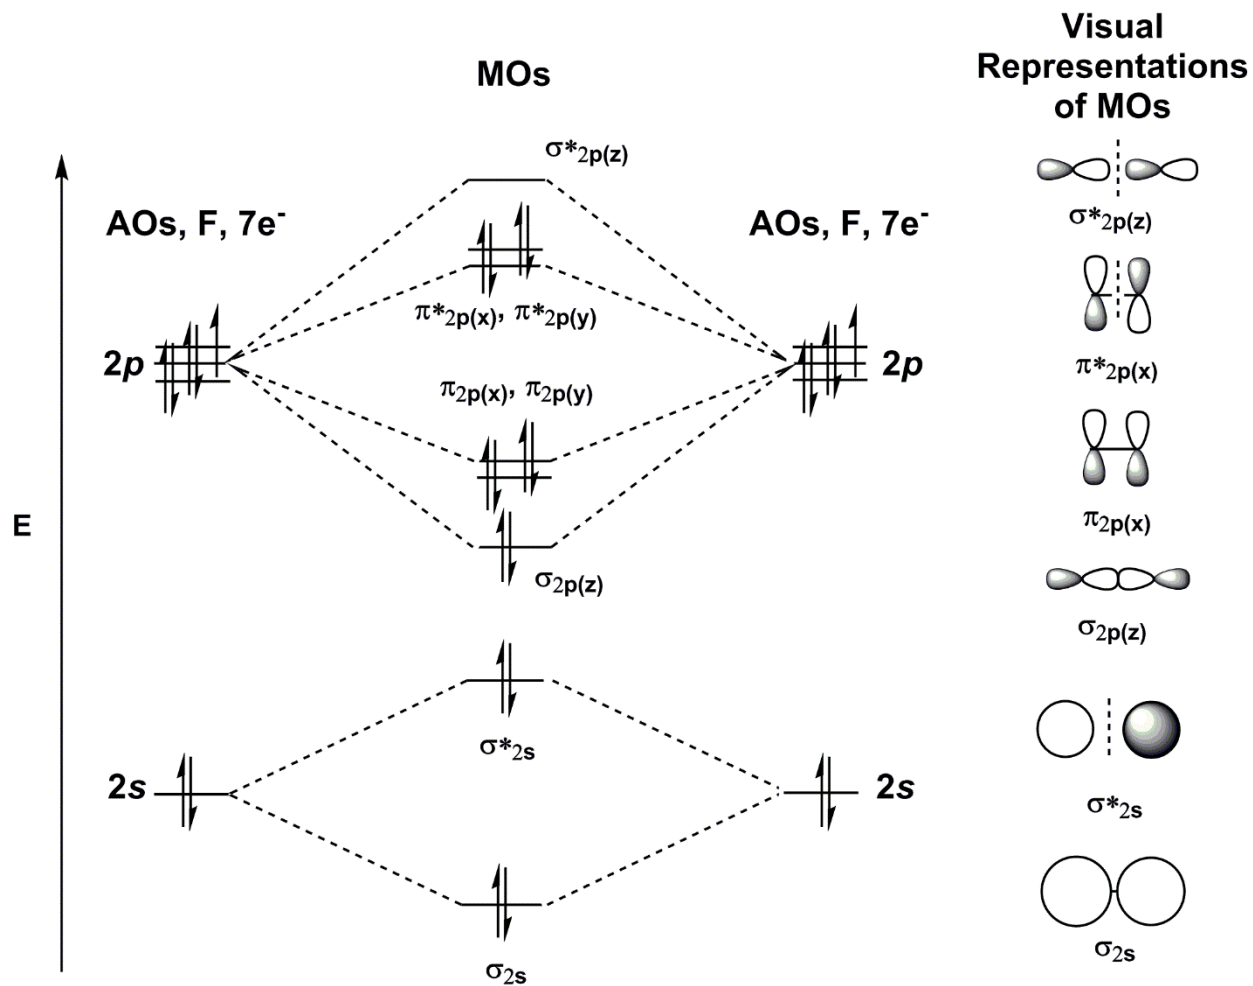 Visual
Representations
of MOs
MOs
σ*2p(z)
AOs, F, 7e-
AOs, F, 7e-
σ*2p(z)
π*2p(x), π*2p(y)
2p
2p
π*2p(x)
π2p(x), π2p(y)
E
π2p(x)
σ2p(z)
σ2p(z)
σ*2s
2s
2s
σ*2s
σ2s
σ2s